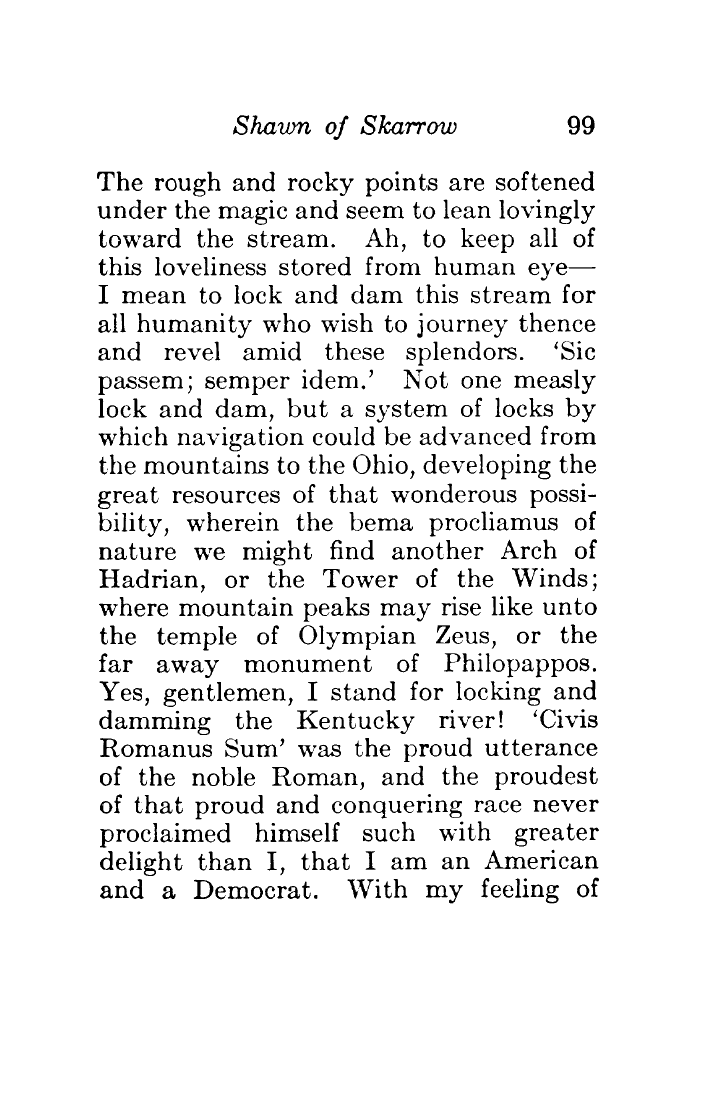 Shawn of Skarrow 99
The rough and rocky points are softened
under the magic and seem to lean lovingly
toward the stream. Ah, to keep all of
this loveliness stored from human eye—
I mean to lock and dam this stream for
all humanity who wish to journey thence
and revel amid these splendors. ‘Sic
passem; semper idem.’ Not one measly
lock and dam, but a system of locks by
which navigation could be advanced from
the mountains to the Ohio, developing the
great resources of that wonderous possi-
bility, wherein the bema procliamus of
nature we might find another Arch of
Hadrian, or the Tower of the Winds;
where mountain peaks may rise like unto
the temple of Olympian Zeus, or the
far away monument of Philopappos.
Yes, gentlemen, I stand for locking and
damming the Kentucky river! ‘Civis
Romanus Sum’ was the proud utterance
of the noble Roman, and the proudest
of that proud and conquering race never
proclaimed himself such with greater
delight than I, that I am an American
and a Democrat. With my feeling of